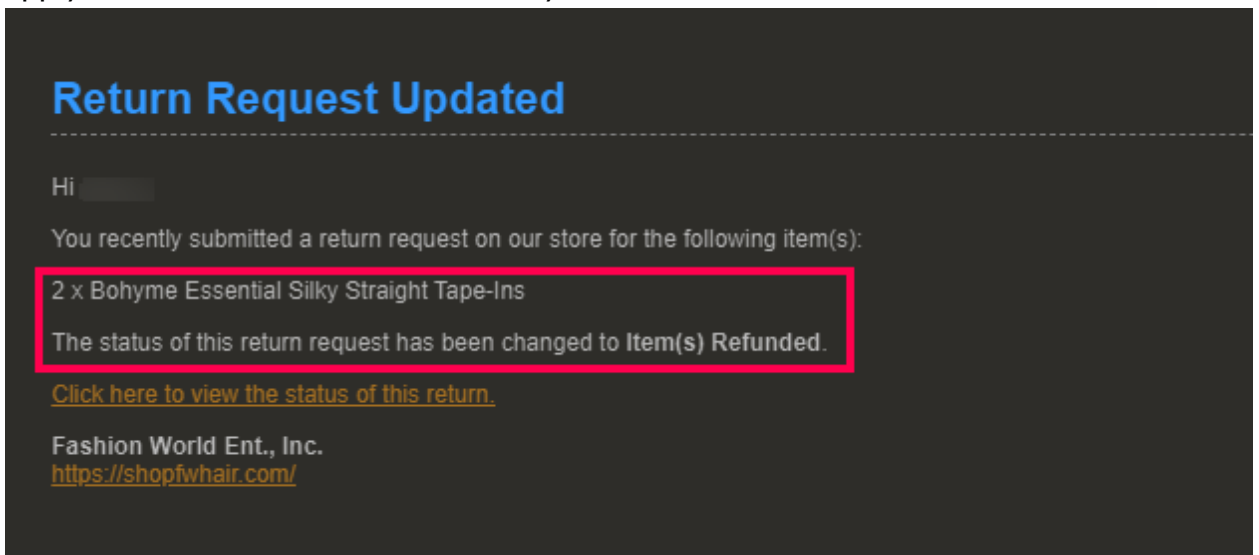 Return Request Updated
Hi
You recently submitted a return request on our store for the following item(s):
2 x Bohyme Essential Silky Straight Tape-Ins
The status of this return request has been changed to Item(s) Refunded.
Click here to view the status of this return.
Fashion World Ent., Inc.
https://shopfwhair.com/